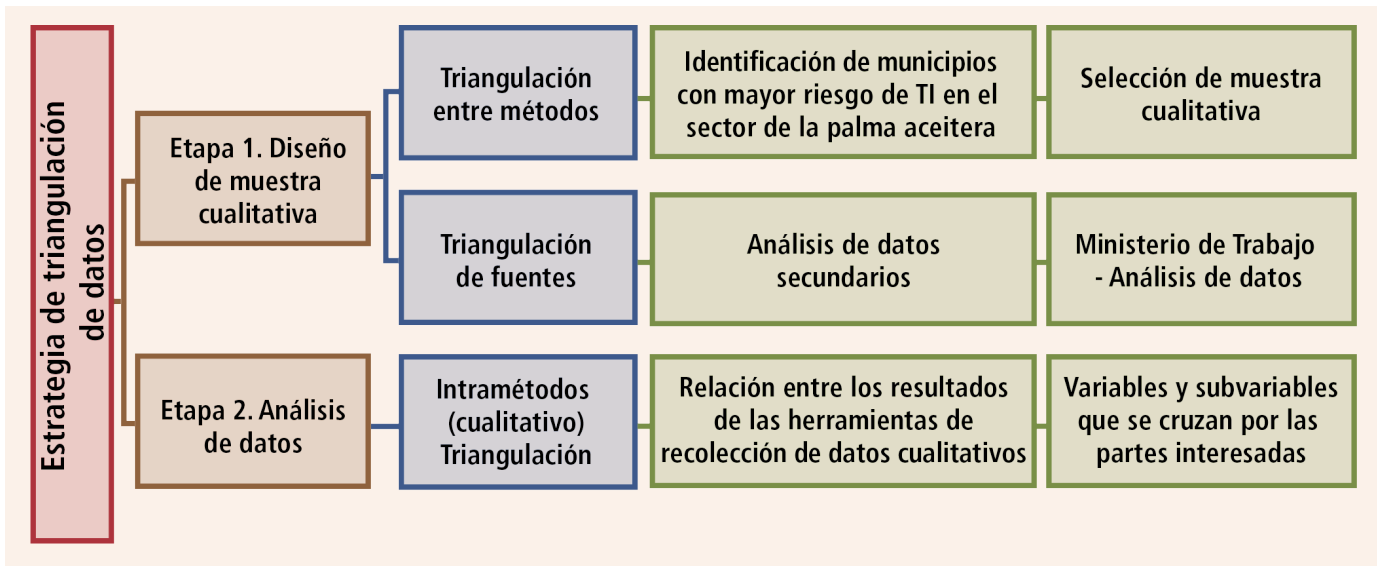 Estrategia de triangulación
de datos
Etapa 1. Diseño
de muestra
cualitativa
Triangulación
entre métodos
Identificación de municipios
con mayor riesgo de TI en el
sector de la palma aceitera
Selección de muestra
cualitativa
Triangulación
de fuentes
Análisis de datos
secundarios
Ministerio de Trabajo
- Análisis de datos
Etapa 2. Análisis
de datos
Intramétodos
(cualitativo)
Triangulación
Relación entre los resultados
de las herramientas de
recolección de datos cualitativos
Variables y subvariables
que se cruzan por las
partes interesadas